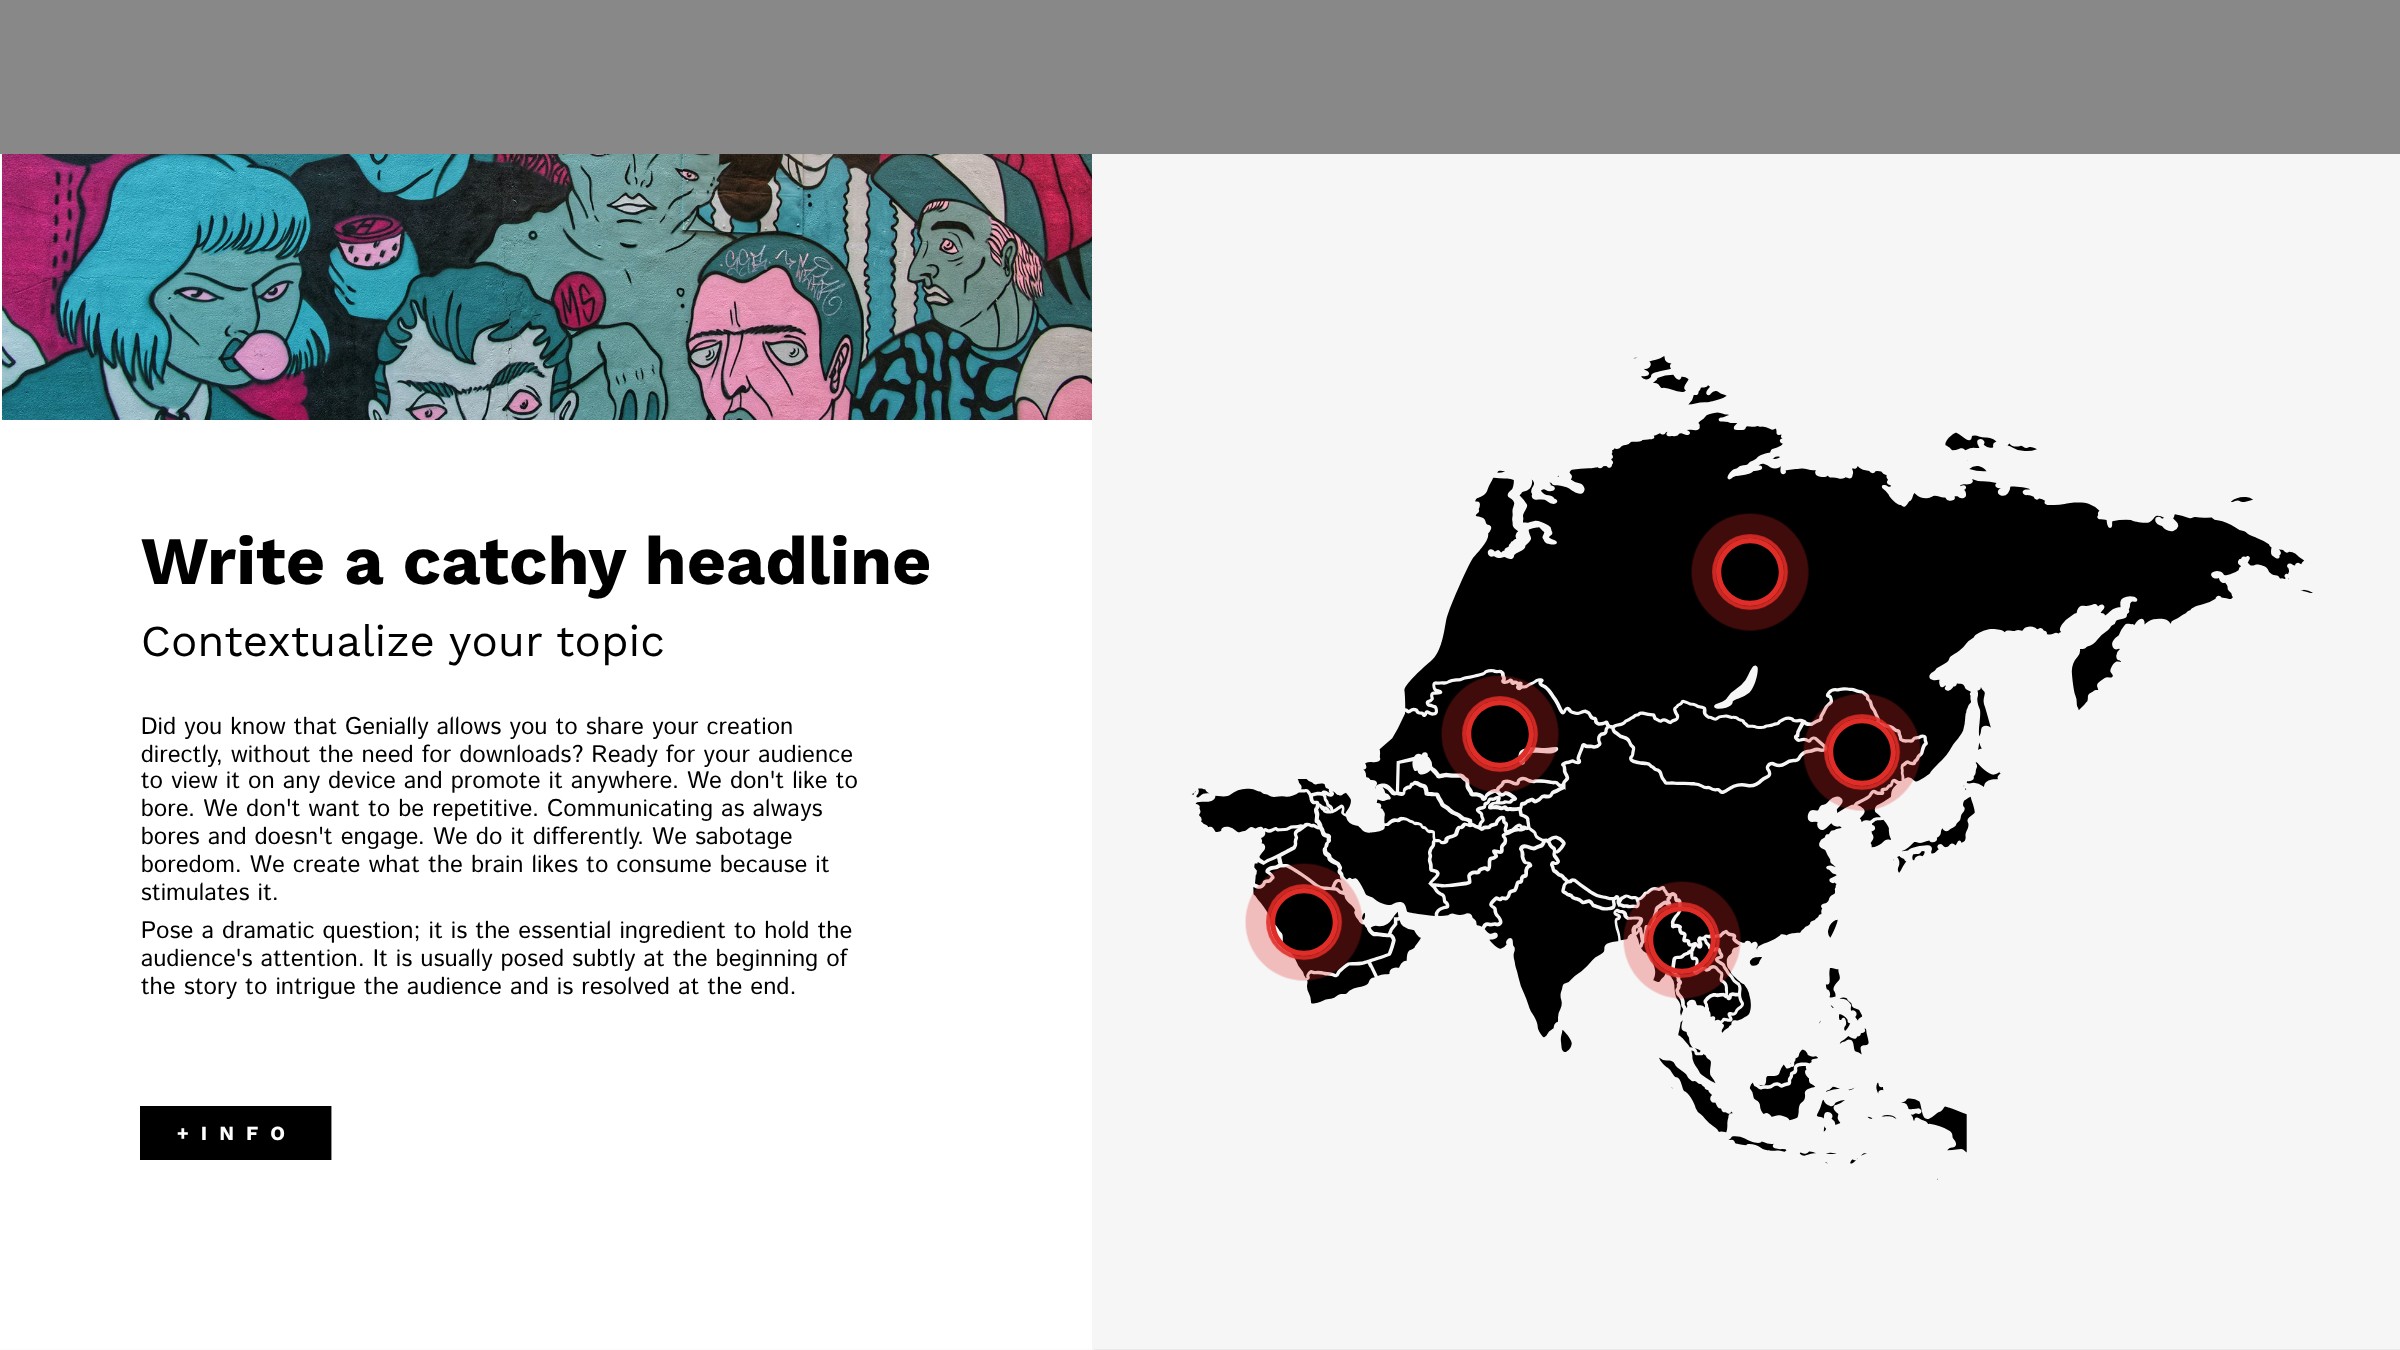 MS
Write a catchy headline
Contextualize your topic
Did you know that Genially allows you to share your creation
directly, without the need for downloads? Ready for your audience
to view it on any device and promote it anywhere. We don't like to
bore. We don't want to be repetitive. Communicating as always
bores and doesn't engage. We do it differently. We sabotage
boredom. We create what the brain likes to consume because it
stimulates it.
Pose a dramatic question; it is the essential ingredient to hold the
audience's attention. It is usually posed subtly at the beginning of
the story to intrigue the audience and is resolved at the end.
+INFO